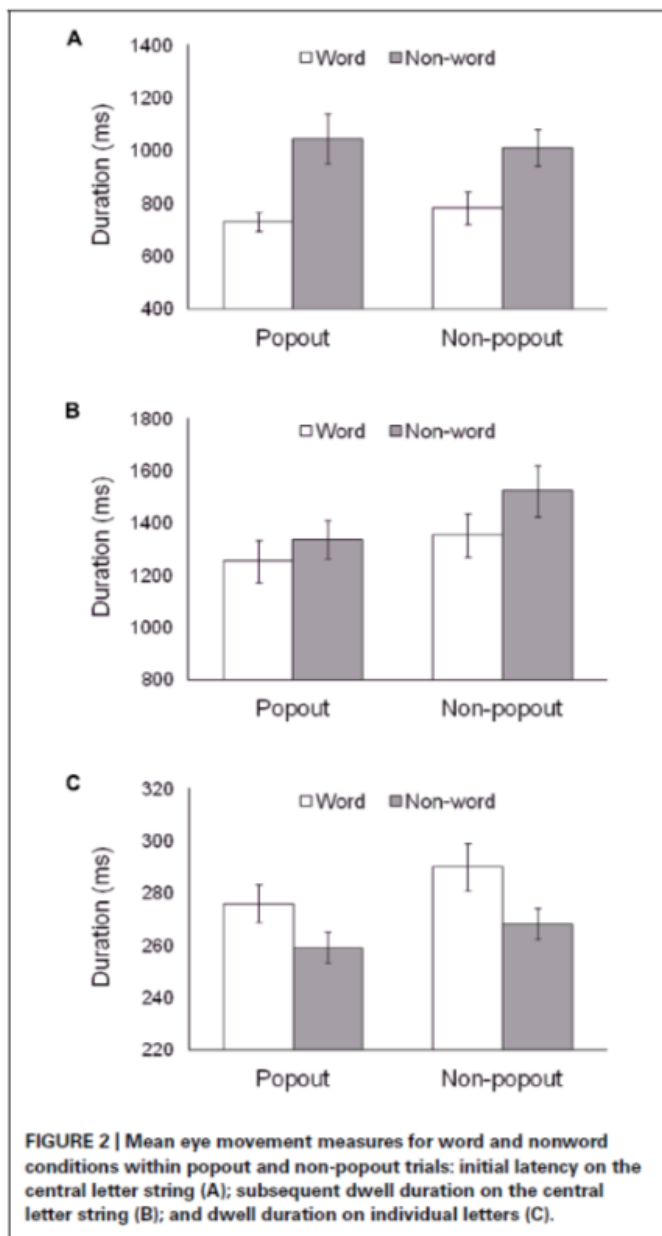 A
1400
Word Non-word
1200
1000
800
600
400
Duration (ms)
Popout Non-popout
B
1800
Word Non-word
1600
1400
1200
1000
800
Duration (ms)
Popout Non-popout
C
320
Word Non-word
300
280
260
240
220
Duration (ms)
Popout Non-popout
FIGURE 2 | Mean eye movement measures for word and nonword
conditions within popout and non-popout trials: initial latency on the
central letter string (A); subsequent dwell duration on the central
letter string (B); and dwell duration on individual letters (C).